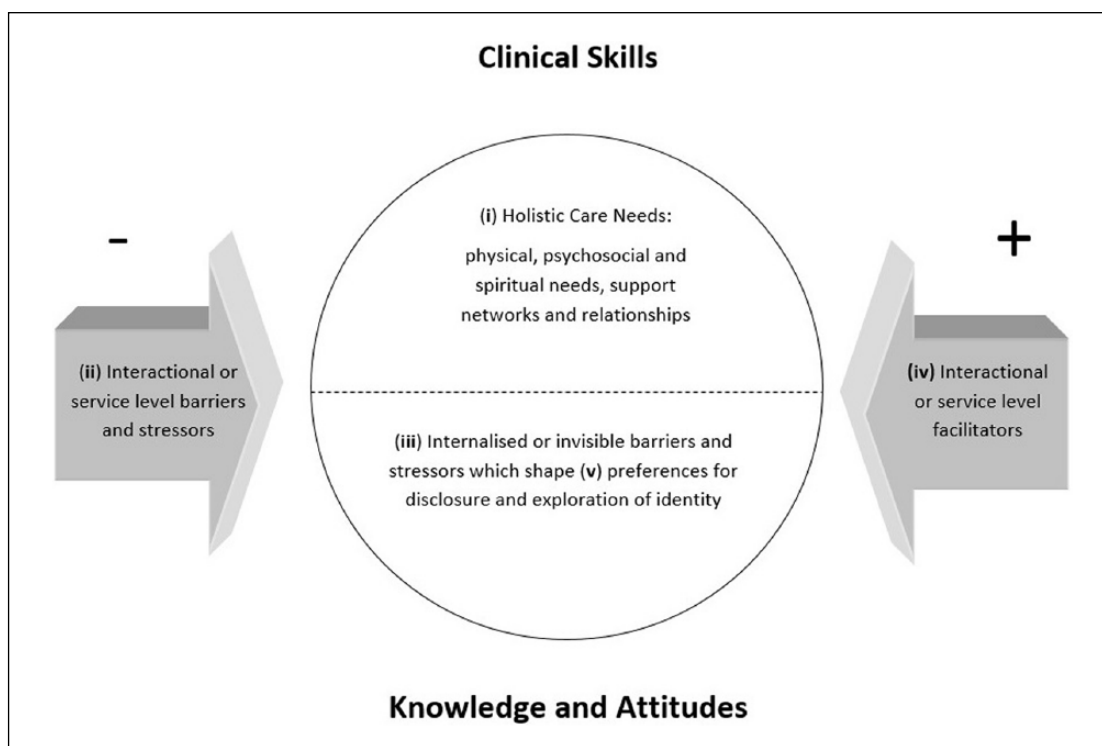 Clinical Skills
(i) Holistic Care Needs:
physical, psychosocial and
spiritual needs, support
networks and relationships
-
+
(ii) Interactional or
service level barriers
and stressors
(iv) Interactional
or service level
facilitators
(iii) Internalised or invisible barriers and
stressors which shape (v) preferences for
disclosure and exploration of identity
Knowledge and Attitudes